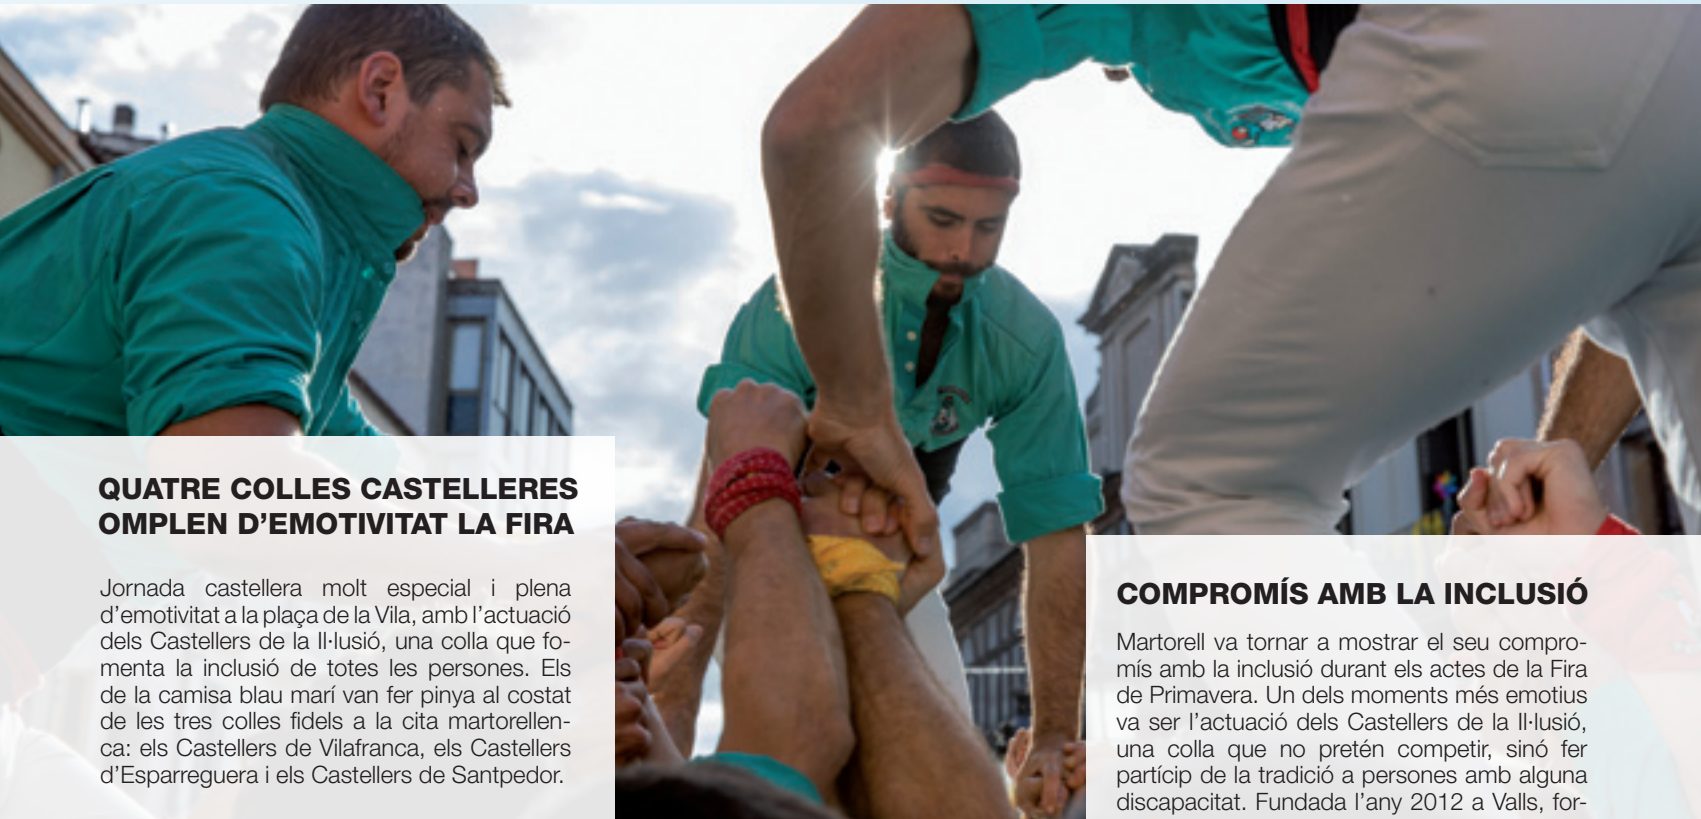 QUATRE COLLES CASTELLERES
OMPLEN D'EMOTIVITAT LA FIRA
Jornada castellera molt especial i plena
d'emotivitat a la plaça de la Vila, amb l'actuació
dels Castellers de la Il·lusió, una colla que fo-
menta la inclusió de totes les persones. Els
de la camisa blau marí van fer pinya al costat
de les tres colles fidels a la cita martorellen-
ca: els Castellers de Vilafranca, els Castellers
d'Esparreguera i els Castellers de Santpedor.
COMPROMÍS AMB LA INCLUSIÓ
Martorell va tornar a mostrar el seu compro-
mís amb la inclusió durant els actes de la Fira
de Primavera. Un dels moments més emotius
va ser l'actuació dels Castellers de la Il·lusió,
una colla que no pretén competir, sinó fer
partícip de la tradició a persones amb alguna
discapacitat. Fundada l'any 2012 a Valls, for-